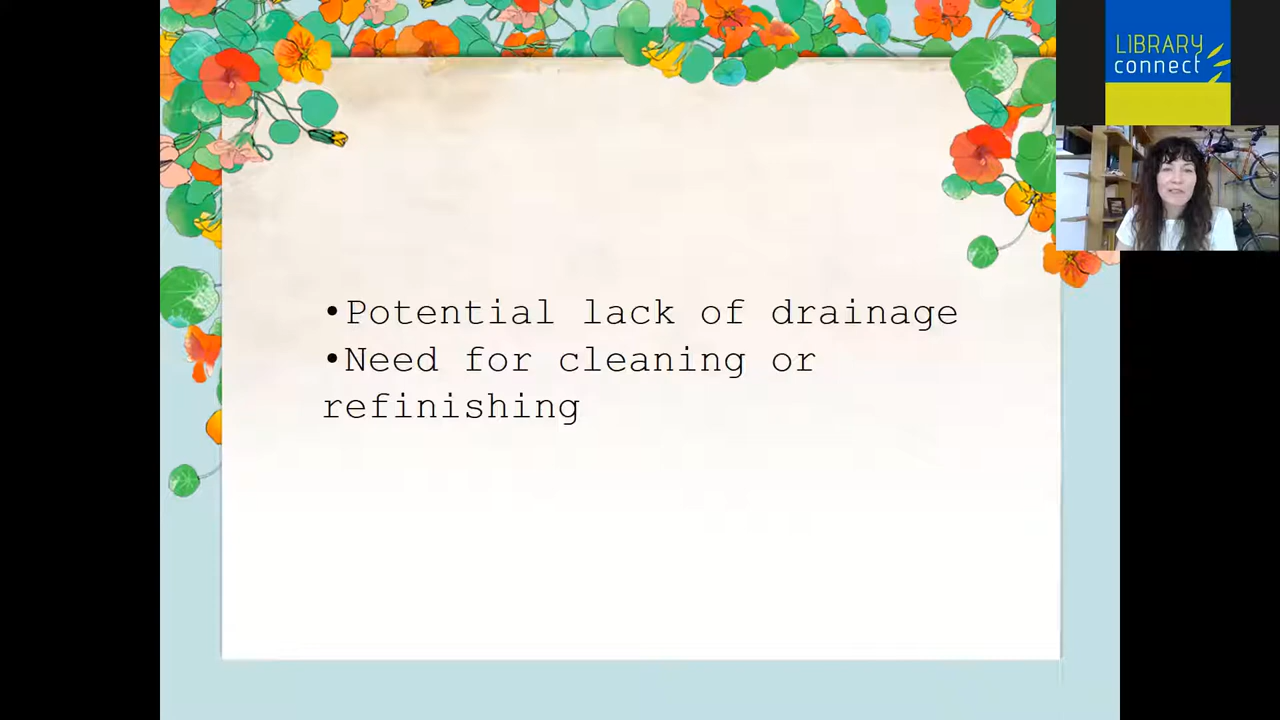 LIBRARY
connect
•Potential lack of drainage
•Need for cleaning or
refinishing